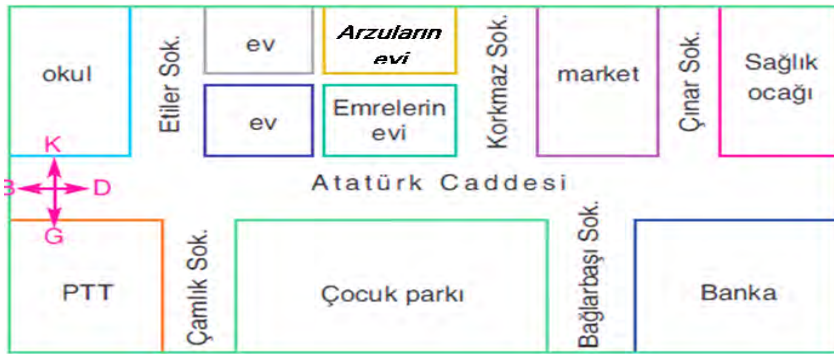 okul
Etiler Sok.
ev
Arzuların
evi
Korkmaz Sok.
market
Çınar Sok.
Sağlık
ocağı
ev
Emrelerin
evi
K
B
D
G
Atatürk Caddesi
PTT
Çamlık Sok.
Çocuk parkı
Bağlarbaşı Sok.
Banka